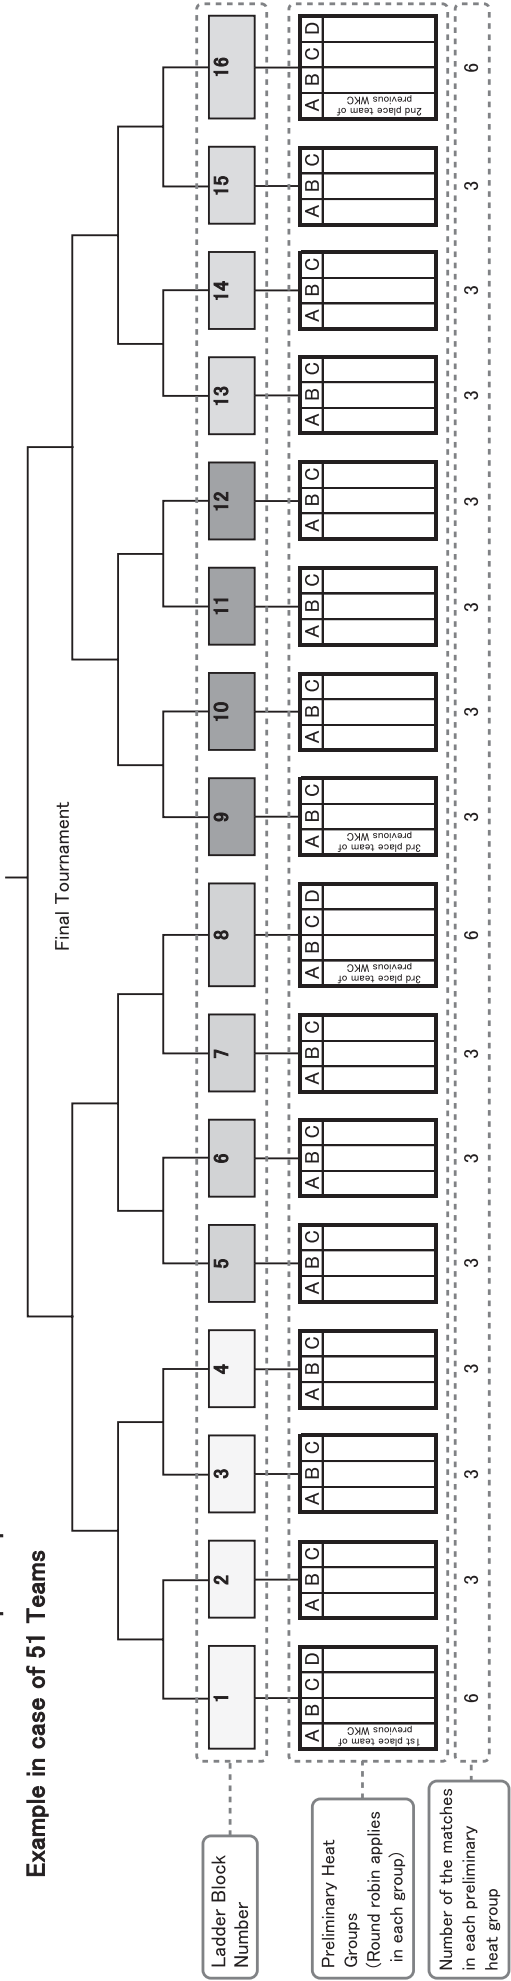 Example in case of 51 Teams
Final Tournament
Ladder Block
Number
1 2 3 4 5 6 7 8 9 10 11 12 13 14 15 16
Preliminary Heat
Groups
(Round robin applies
in each group)
A B C D
1st place team of
previous WKC
A B C
A B C
A B C
A B C
A B C
A B C
A B C D
3rd place team of
previous WKC
A B C
3rd place team of
previous WKC
A B C
A B C
A B C
A B C
A B C
A B C
A B C D
2nd place team of
previous WKC
Number of the matches
in each preliminary
heat group
6 3 3 3 3 3 3 6 3 3 3 3 3 3 3 6